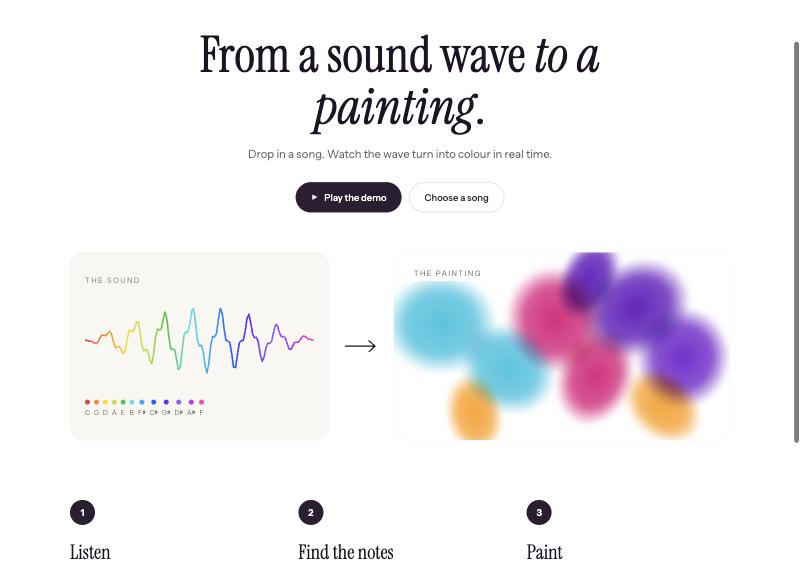 From a sound wave to a
painting.
Drop in a song. Watch the wave turn into colour in real time.
Play the demo
Choose a song
THE SOUND
C G D A E B F# C# G# D# A# F
THE PAINTING
1
2
3
Listen
Find the notes
Paint